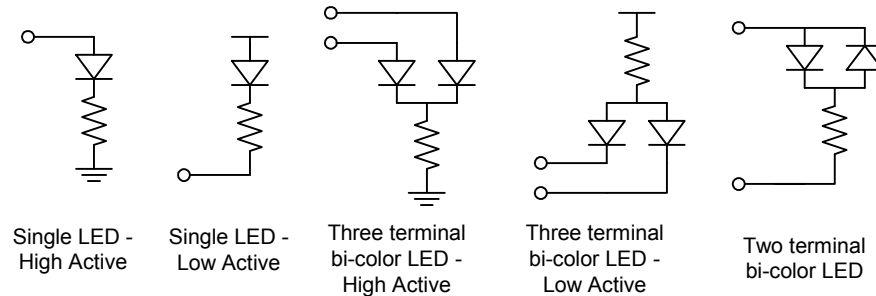 Single LED -
High Active
Single LED -
Low Active
Three terminal
bi-color LED -
High Active
Three terminal
bi-color LED -
Low Active
Two terminal
bi-color LED